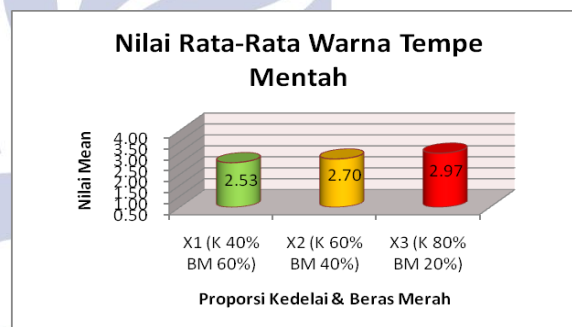 Nilai Rata-Rata Warna Tempe
Mentah
Nilai Mean
4.00
3.50
3.00
2.50
2.00
1.50
1.00
0.50
2.53
2.70
2.97
X1 (K 40%
BM 60%)
X2 (K 60%
BM 40%)
X3 (K 80%
BM 20%)
Proporsi Kedelai & Beras Merah